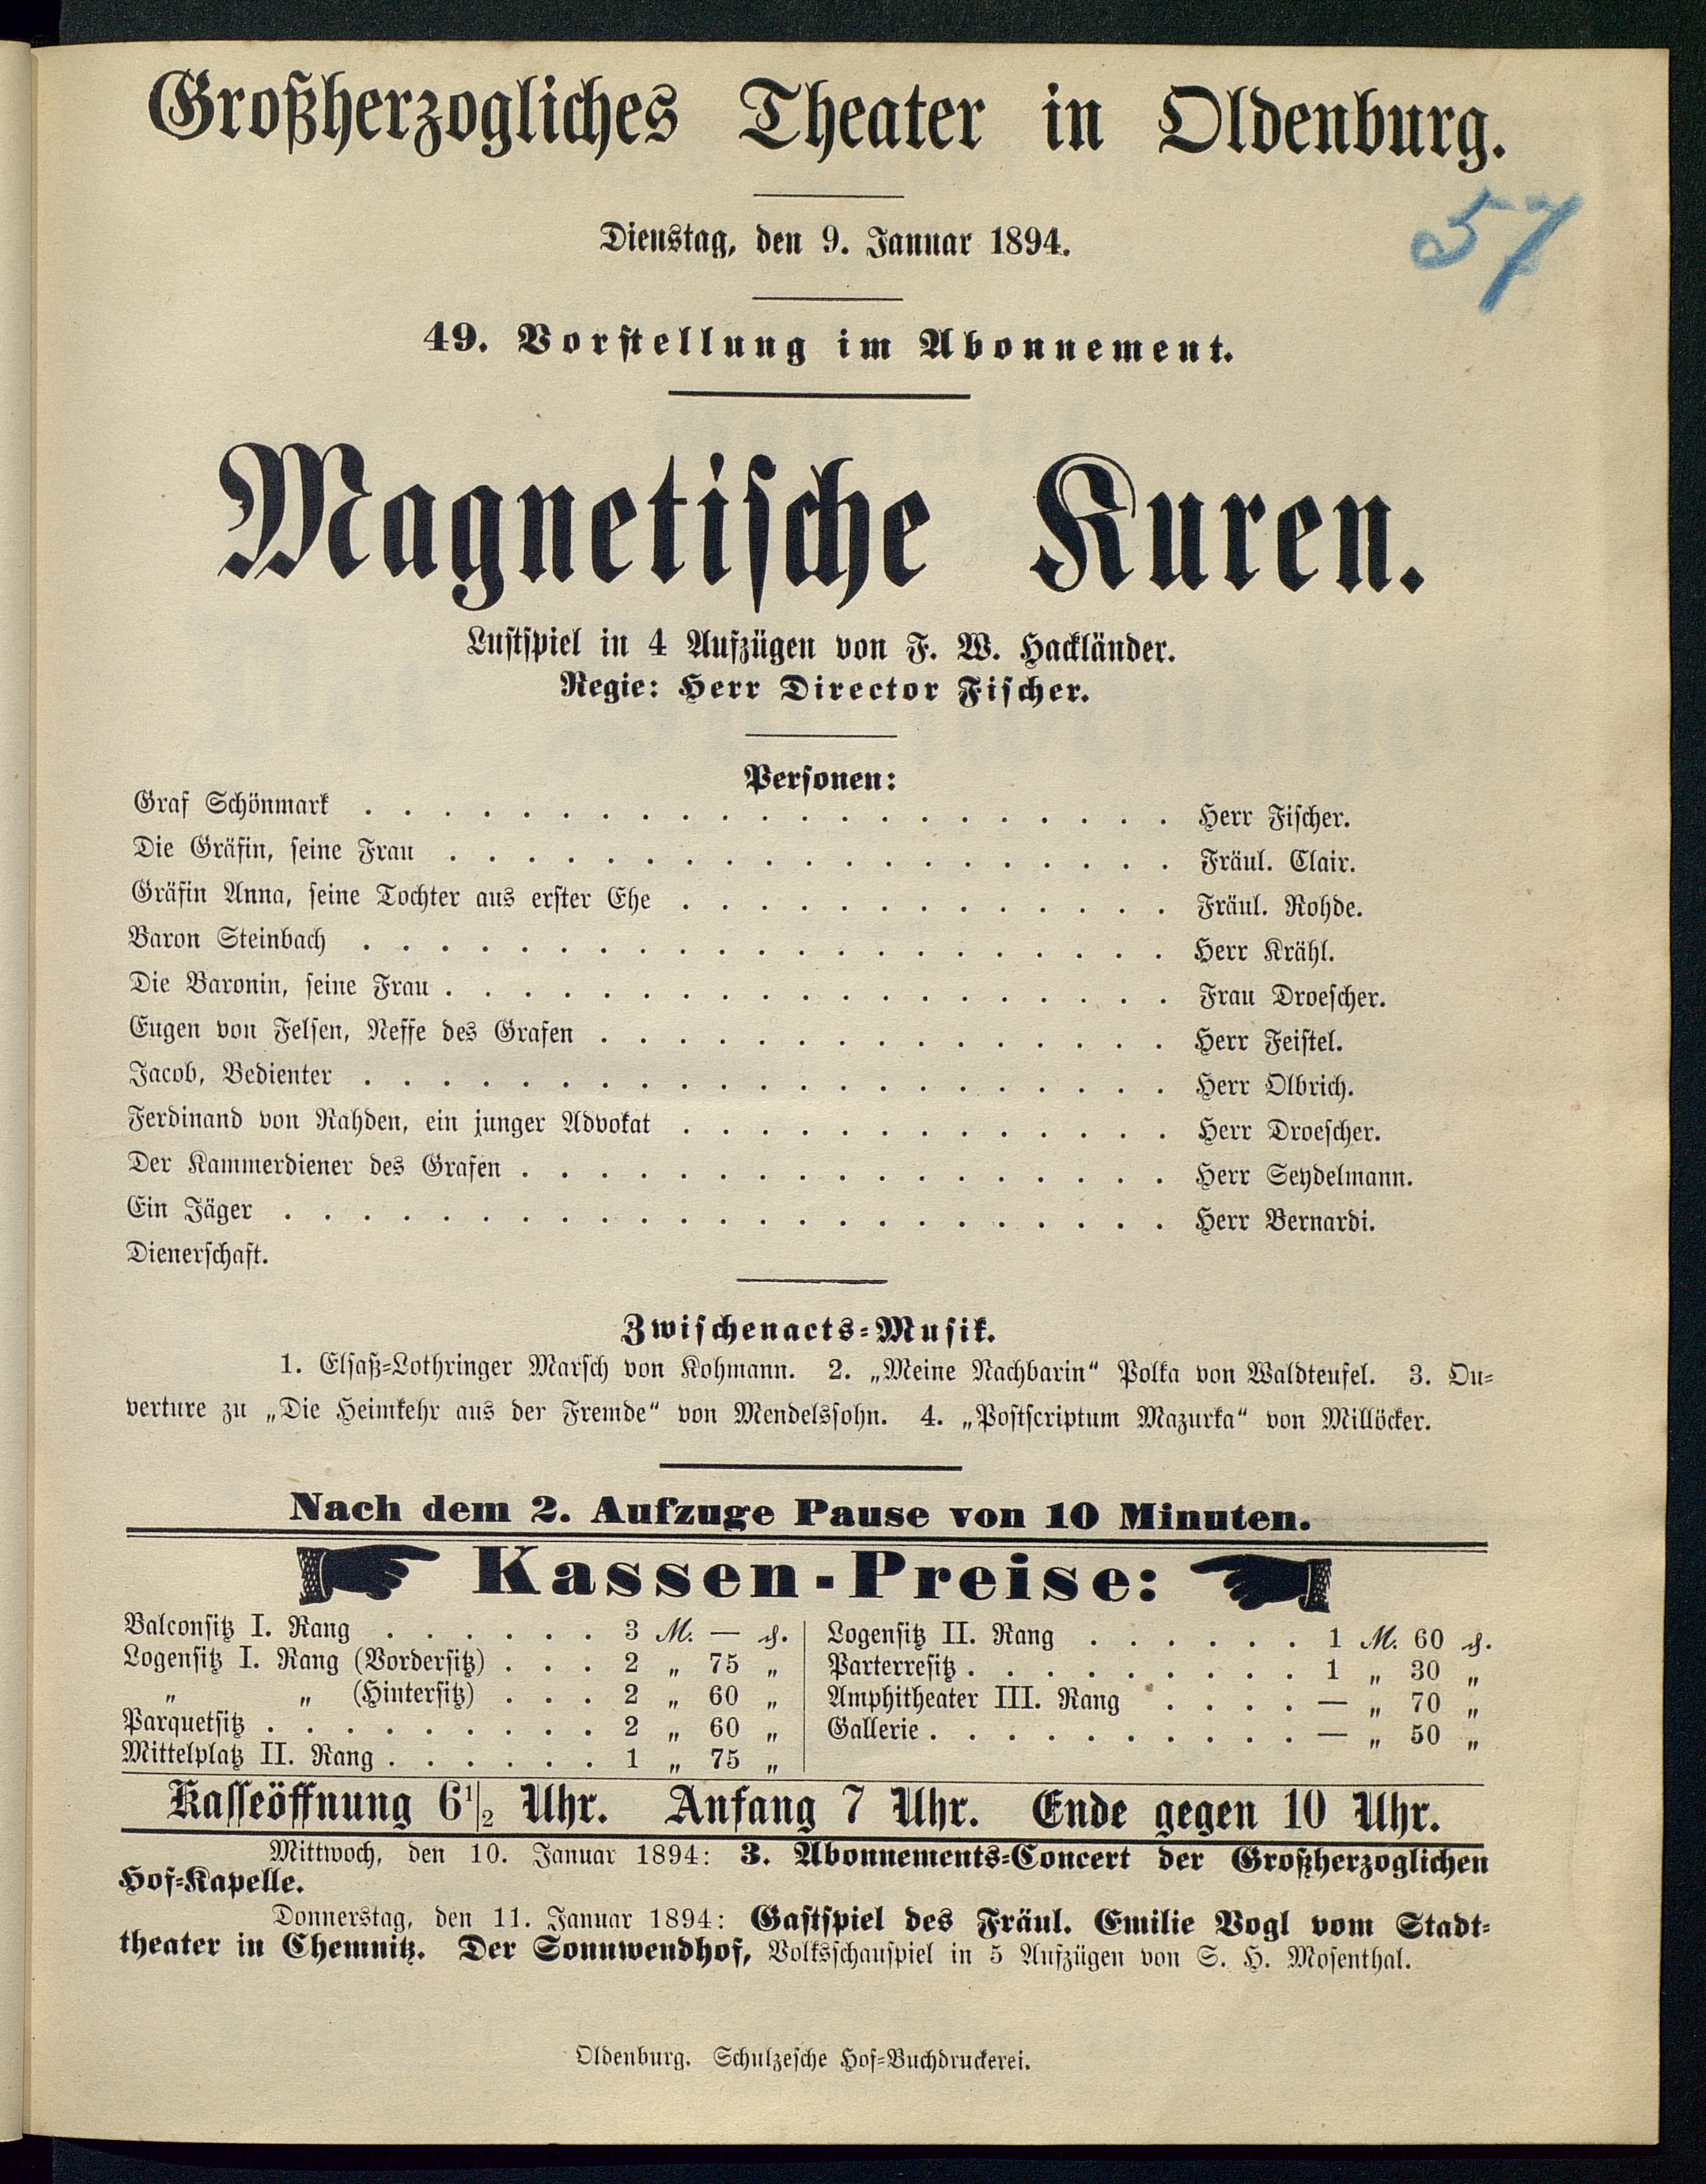 Großherzogliches Theater in Oldenburg.
57
Dienstag, den 9. Januar 1894.
49. Vorstellung im Abonnement.
Magnetische Kuren.
Lustspiel in 4 Aufzügen von F. W. Hackländer.
Regie: Herr Director Fischer.
Personen:
Graf Schönmark . . . . . . . . . . . . . . . . . . . . . Herr Fischer.
Die Gräfin, seine Frau . . . . . . . . . . . . . . . . . . . Fräul. Clair.
Gräfin Anna, seine Tochter aus erster Ehe . . . . . . . . . . . . . Fräul. Rohde.
Baron Steinbach . . . . . . . . . . . . . . . . . . . . . Herr Krähl.
Die Baronin, seine Frau . . . . . . . . . . . . . . . . . . . Frau Droescher.
Eugen von Felsen, Neffe des Grafen . . . . . . . . . . . . . . . Herr Feistel.
Jacob, Bedienter . . . . . . . . . . . . . . . . . . . . . Herr Olbrich.
Ferdinand von Rahden, ein junger Advokat . . . . . . . . . . . . . Herr Droescher.
Der Kammerdiener des Grafen . . . . . . . . . . . . . . . . . Herr Seydelmann.
Ein Jäger . . . . . . . . . . . . . . . . . . . . . . . Herr Bernardi.
Dienerschaft.
Zwischenacts-Musik.
1. Elsaß-Lothringer Marsch von Kohmann. 2. „Meine Nachbarin“ Polka von Waldteufel. 3. Ou-
verture zu „Die Heimkehr aus der Fremde“ von Mendelssohn. 4. „Postscriptum Mazurka“ von Millöcker.
Nach dem 2. Aufzuge Pause von 10 Minuten.
Kassen-Preise:
Balconsitz I. Rang . . . . . . 3 M. — ₰.
Logensitz I. Rang (Vordersitz) . . . 2 „ 75 „
„ „ (Hintersitz) . . . 2 „ 60 „
Parquetsitz . . . . . . . . . 2 „ 60 „
Mittelplatz II. Rang . . . . . . 1 „ 75 „
Logensitz II. Rang . . . . . . 1 M. 60 ₰.
Parterresitz . . . . . . . . . 1 „ 30 „
Amphitheater III. Rang . . . . — „ 70 „
Gallerie . . . . . . . . . . — „ 50 „
Kasseöffnung 6 1/2 Uhr. Anfang 7 Uhr. Ende gegen 10 Uhr.
Mittwoch, den 10. Januar 1894: 3. Abonnements-Concert der Großherzoglichen
Hof-Kapelle.
Donnerstag, den 11. Januar 1894: Gastspiel des Fräul. Emilie Vogl vom Stadt-
theater in Chemnitz. Der Sonnwendhof, Volksschauspiel in 5 Aufzügen von S. H. Mosenthal.
Oldenburg. Schulzesche Hof-Buchdruckerei.